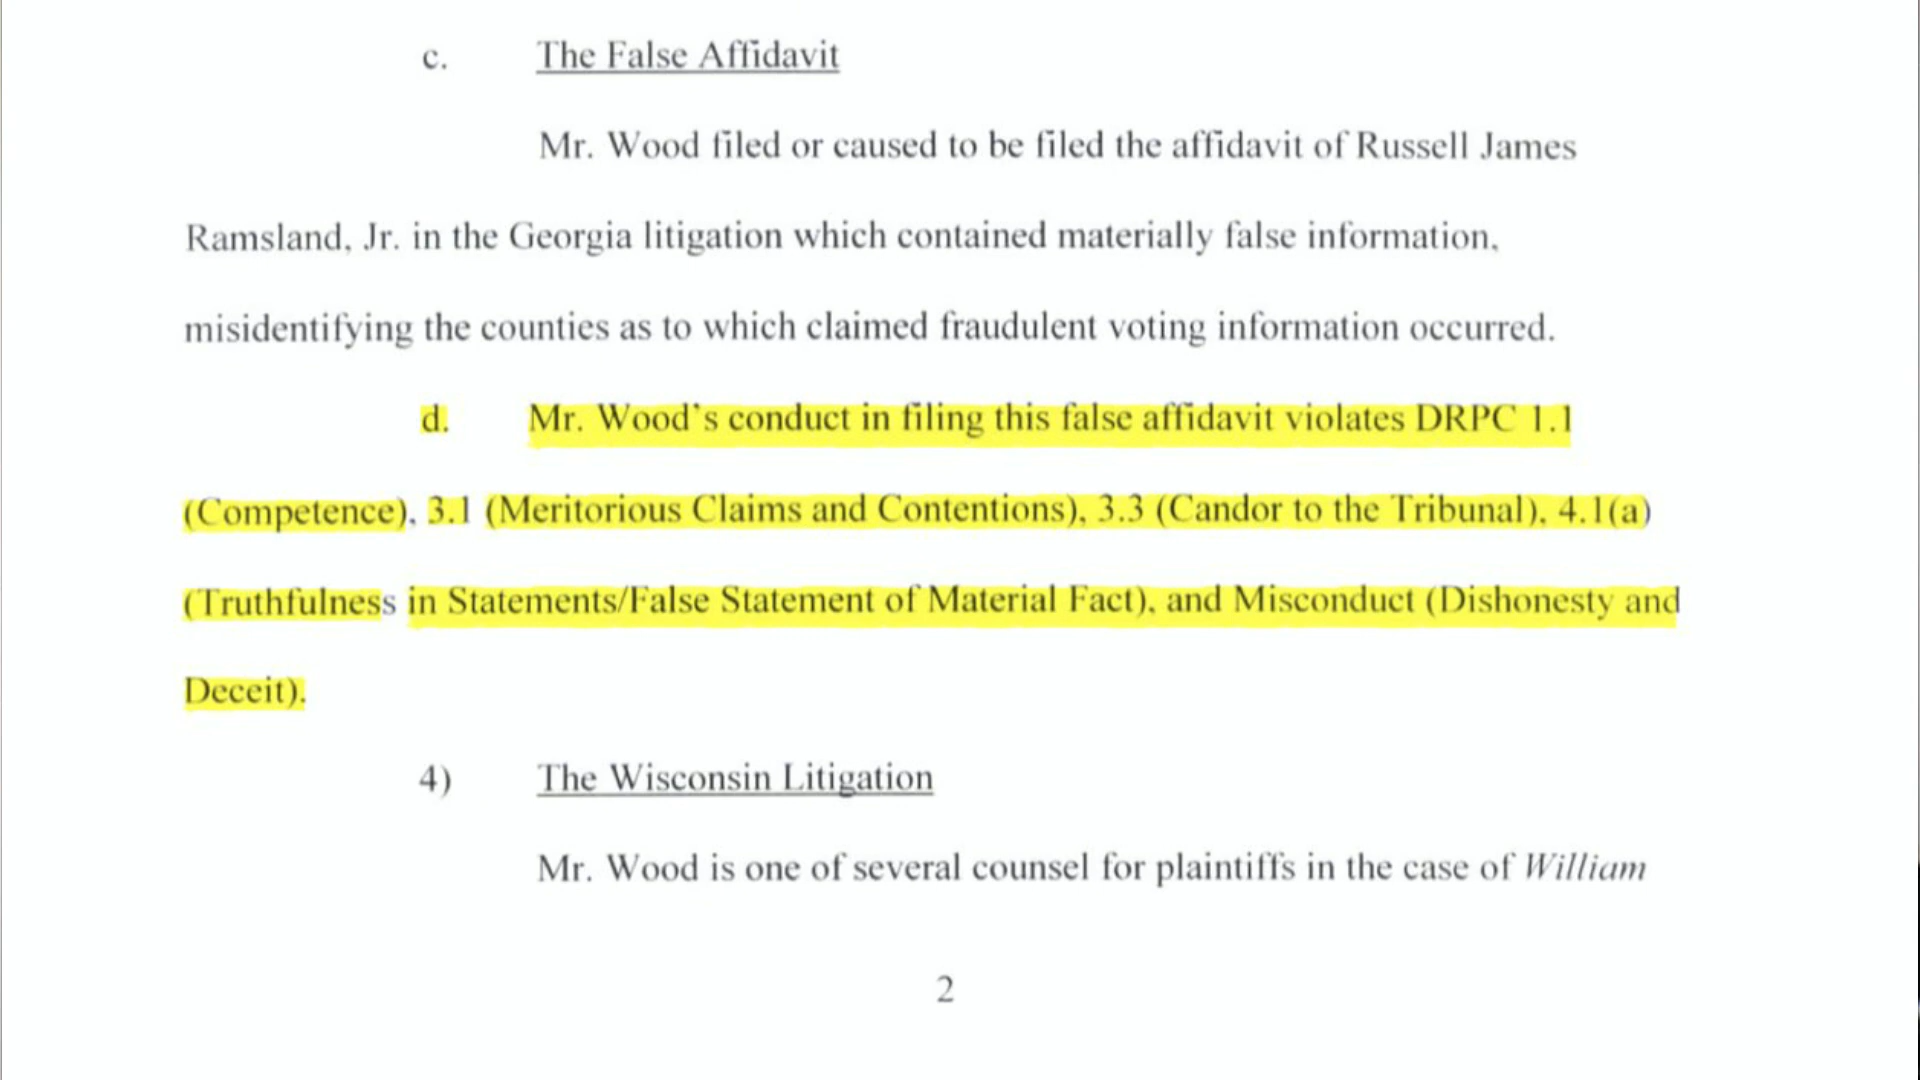 c. The False Affidavit
Mr. Wood filed or caused to be filed the affidavit of Russell James
Ramsland, Jr. in the Georgia litigation which contained materially false information,
misidentifying the counties as to which claimed fraudulent voting information occurred.
d. Mr. Wood's conduct in filing this false affidavit violates DRPC 1.1
(Competence), 3.1 (Meritorious Claims and Contentions), 3.3 (Candor to the Tribunal), 4.1(a)
(Truthfulness in Statements/False Statement of Material Fact), and Misconduct (Dishonesty and
Deceit).
4) The Wisconsin Litigation
Mr. Wood is one of several counsel for plaintiffs in the case of William
2